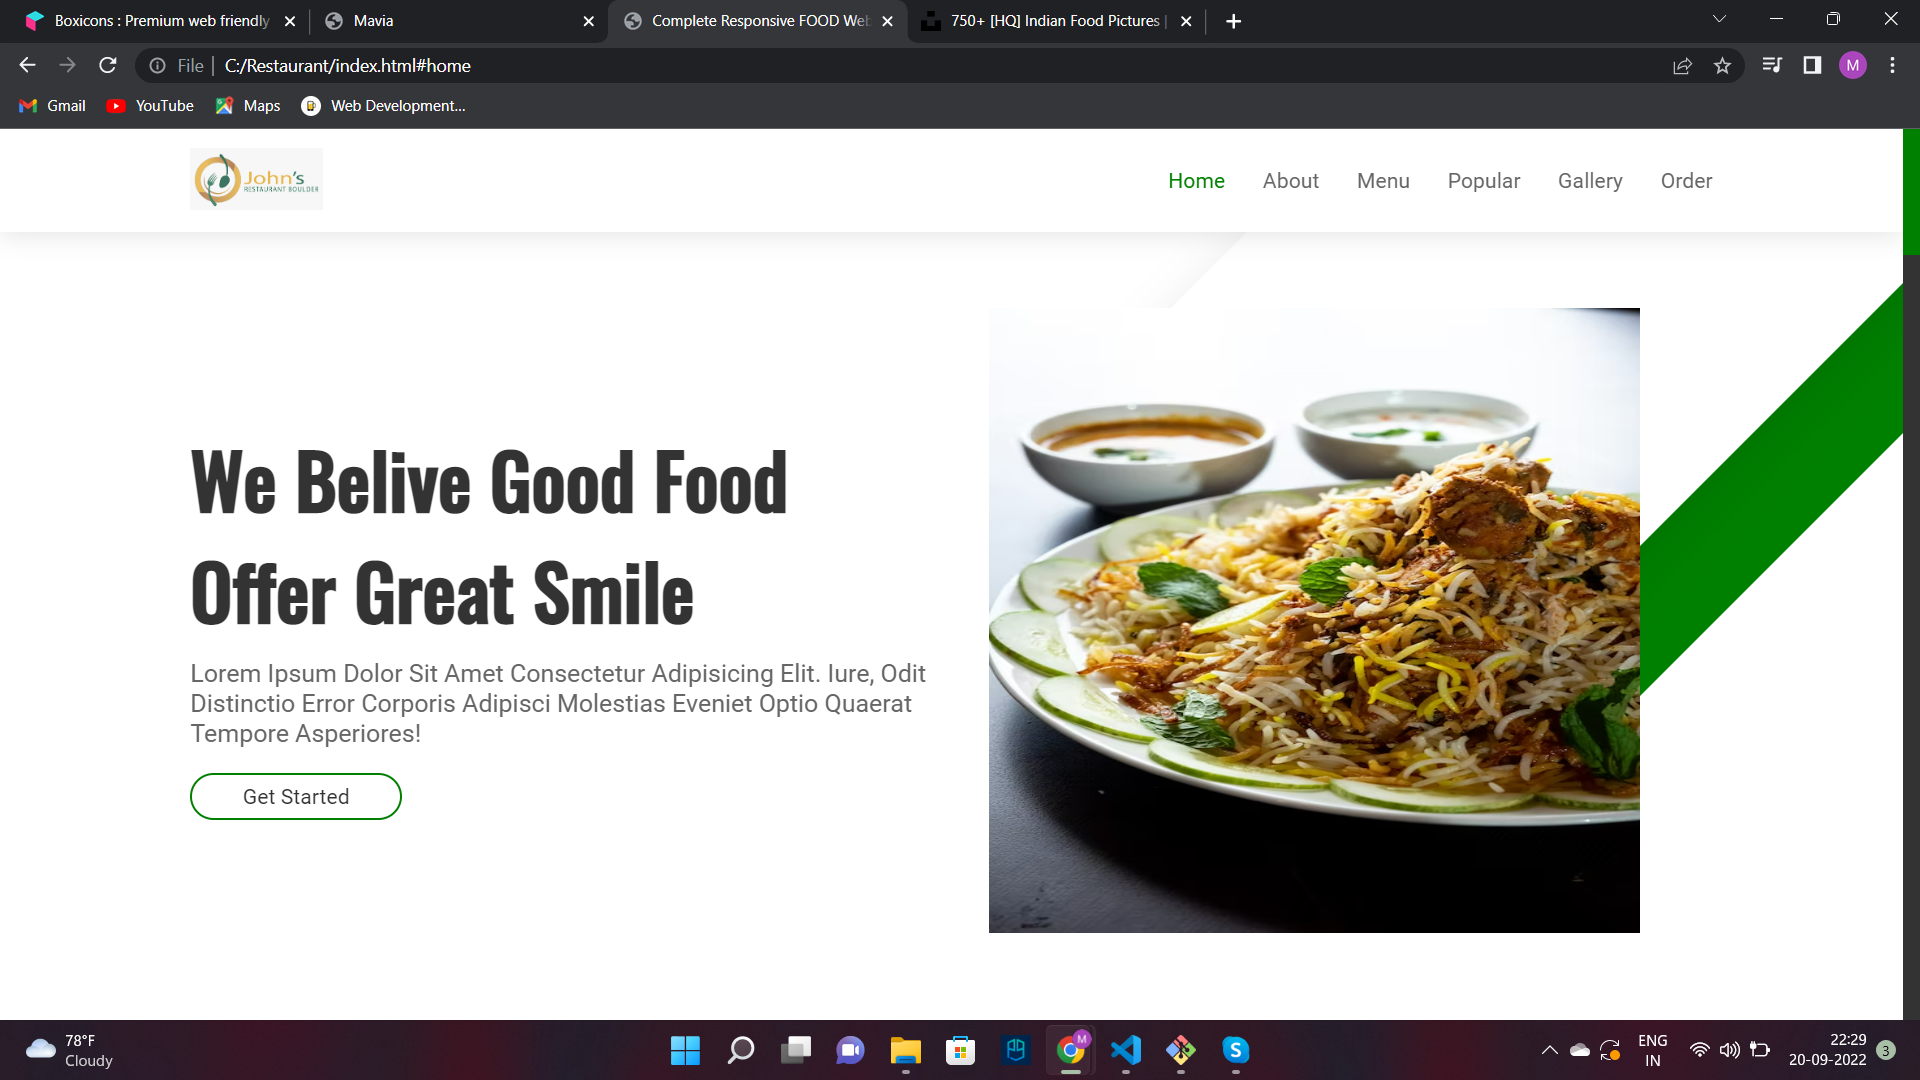 Boxicons : Premium web friendly
Mavia
Complete Responsive FOOD Web
750+ [HQ] Indian Food Pictures |
File
C:/Restaurant/index.html#home
M
Gmail
YouTube
Maps
Web Development...
John's
RESTAURANT BOULDER
Home
About
Menu
Popular
Gallery
Order
We Belive Good Food
Offer Great Smile
Lorem Ipsum Dolor Sit Amet Consectetur Adipisicing Elit. Iure, Odit
Distinctio Error Corporis Adipisci Molestias Eveniet Optio Quaerat
Tempore Asperiores!
Get Started
78°F
Cloudy
M
S
ENG
IN
22:29
20-09-2022
3